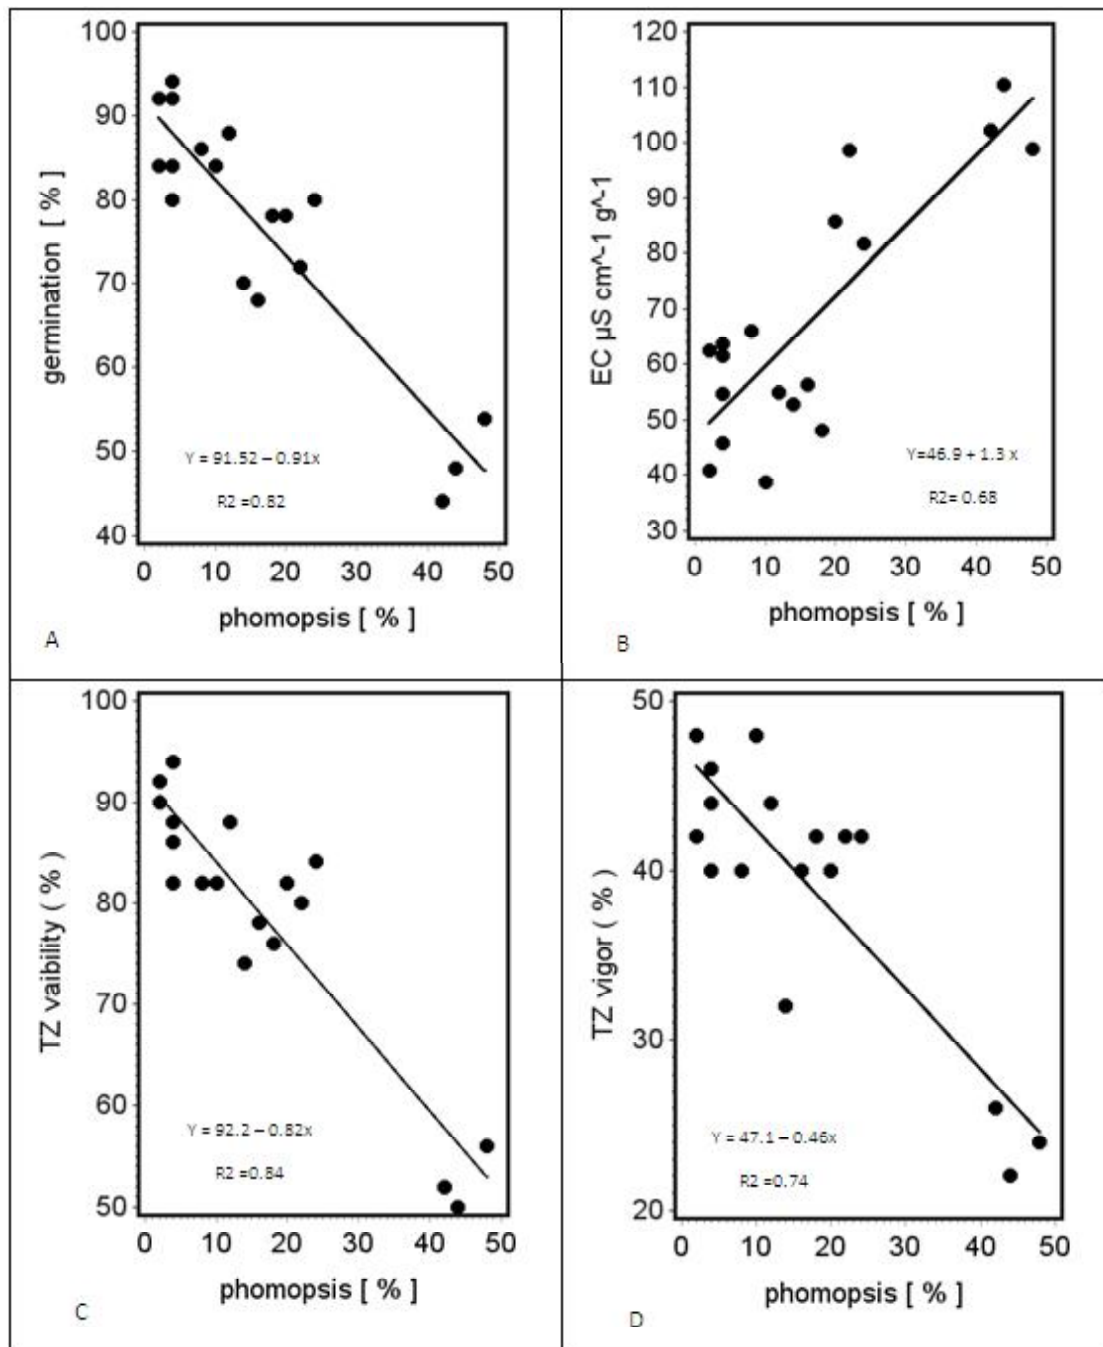 100
90
80
70
60
50
40
germination [ % ]
Y = 91.52 – 0.91x
R2 =0.82
0 10 20 30 40 50
phomopsis [ % ]
A
120
110
100
90
80
70
60
50
40
30
EC µS cm^-1 g^-1
Y=46.9 + 1.3 x
R2= 0.68
0 10 20 30 40 50
phomopsis [ % ]
B
100
90
80
70
60
50
TZ vaibility ( % )
Y = 92.2 – 0.82x
R2 =0.84
0 10 20 30 40 50
phomopsis [ % ]
C
50
40
30
20
TZ vigor ( % )
Y = 47.1 – 0.46x
R2 =0.74
0 10 20 30 40 50
phomopsis [ % ]
D